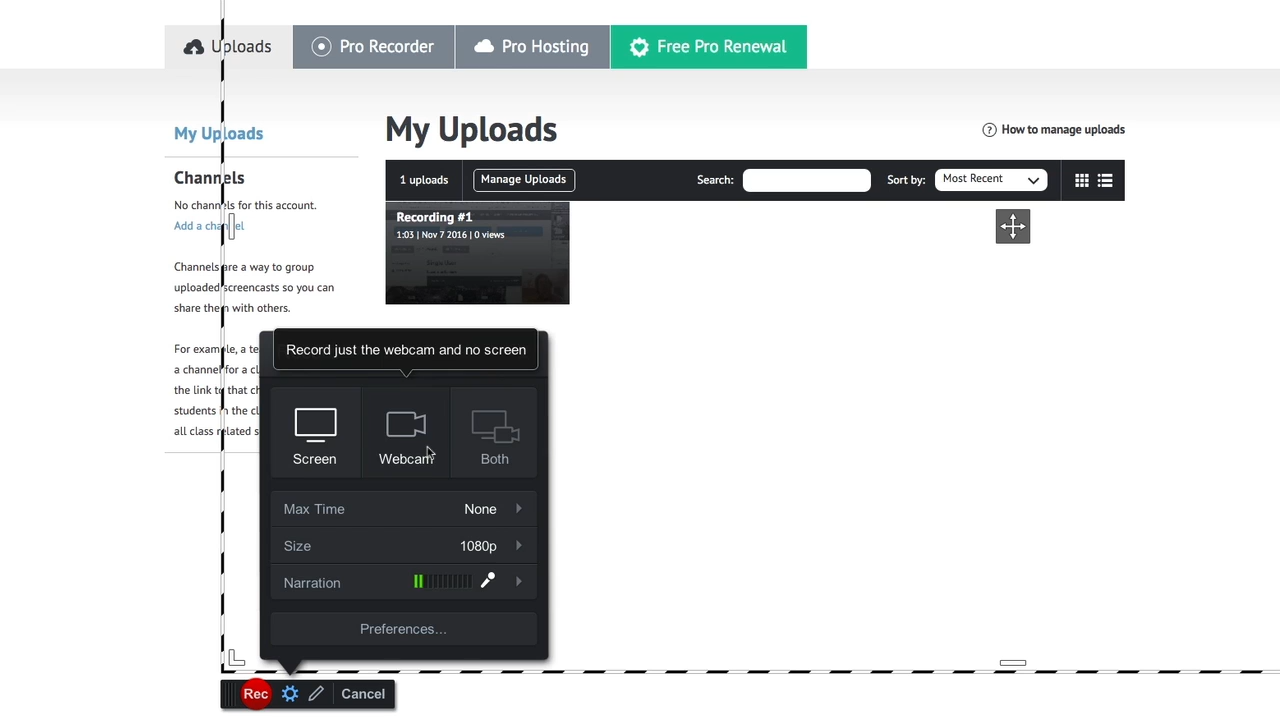 Uploads
Pro Recorder
Pro Hosting
Free Pro Renewal
My Uploads
Channels
No channels for this account.
Add a channel
Channels are a way to group
uploaded screencasts so you can
share them with others.
For example, a te
a channel for a cl
the link to that ch
students in the cl
all class related s
My Uploads
? How to manage uploads
1 uploads
Manage Uploads
Search:
Sort by:
Most Recent
Recording #1
1:03 | Nov 7 2016 | 0 views
Record just the webcam and no screen
Screen
Webcam
Both
Max Time None
Size 1080p
Narration
Preferences...
Rec
Cancel